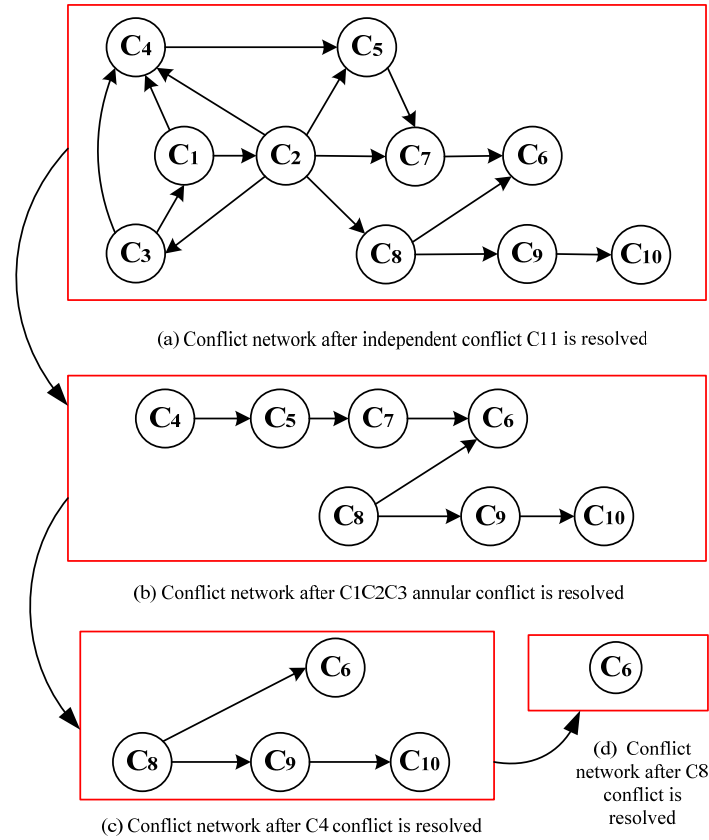 C4 C5
C1 C2 C7 C6
C3 C8 C9 C10
(a) Conflict network after independent conflict C11 is resolved
C4 C5 C7 C6
C8 C9 C10
(b) Conflict network after C1C2C3 annular conflict is resolved
C6
C8 C9 C10
(c) Conflict network after C4 conflict is resolved
C6
(d) Conflict
network after C8
conflict is
resolved